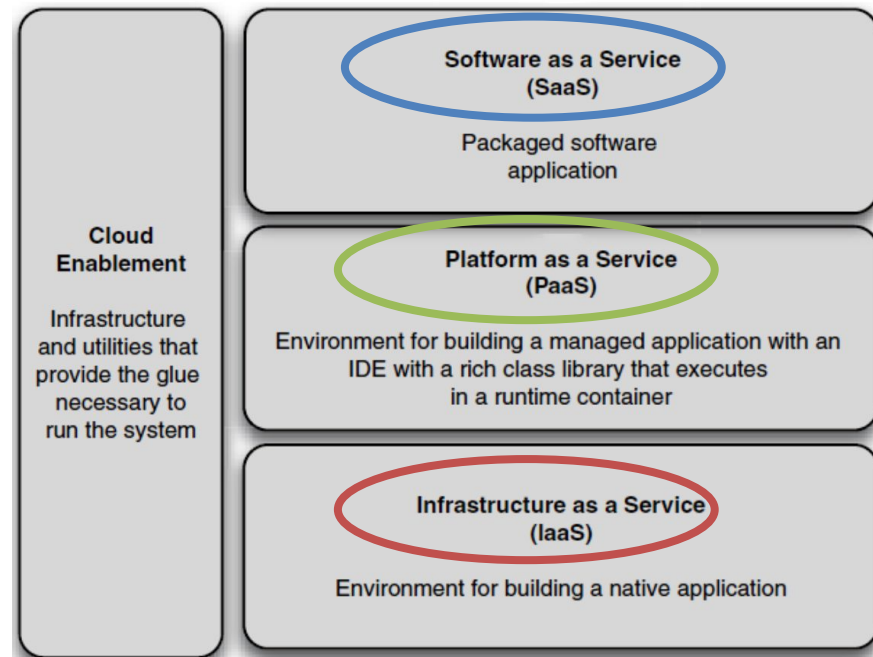 Cloud
Enablement
Infrastructure
and utilities that
provide the glue
necessary to
run the system
Software as a Service
(SaaS)
Packaged software
application
Platform as a Service
(PaaS)
Environment for building a managed application with an
IDE with a rich class library that executes
in a runtime container
Infrastructure as a Service
(IaaS)
Environment for building a native application